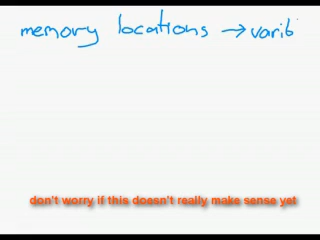 memory locations → varib
don't worry if this doesn't really make sense yet